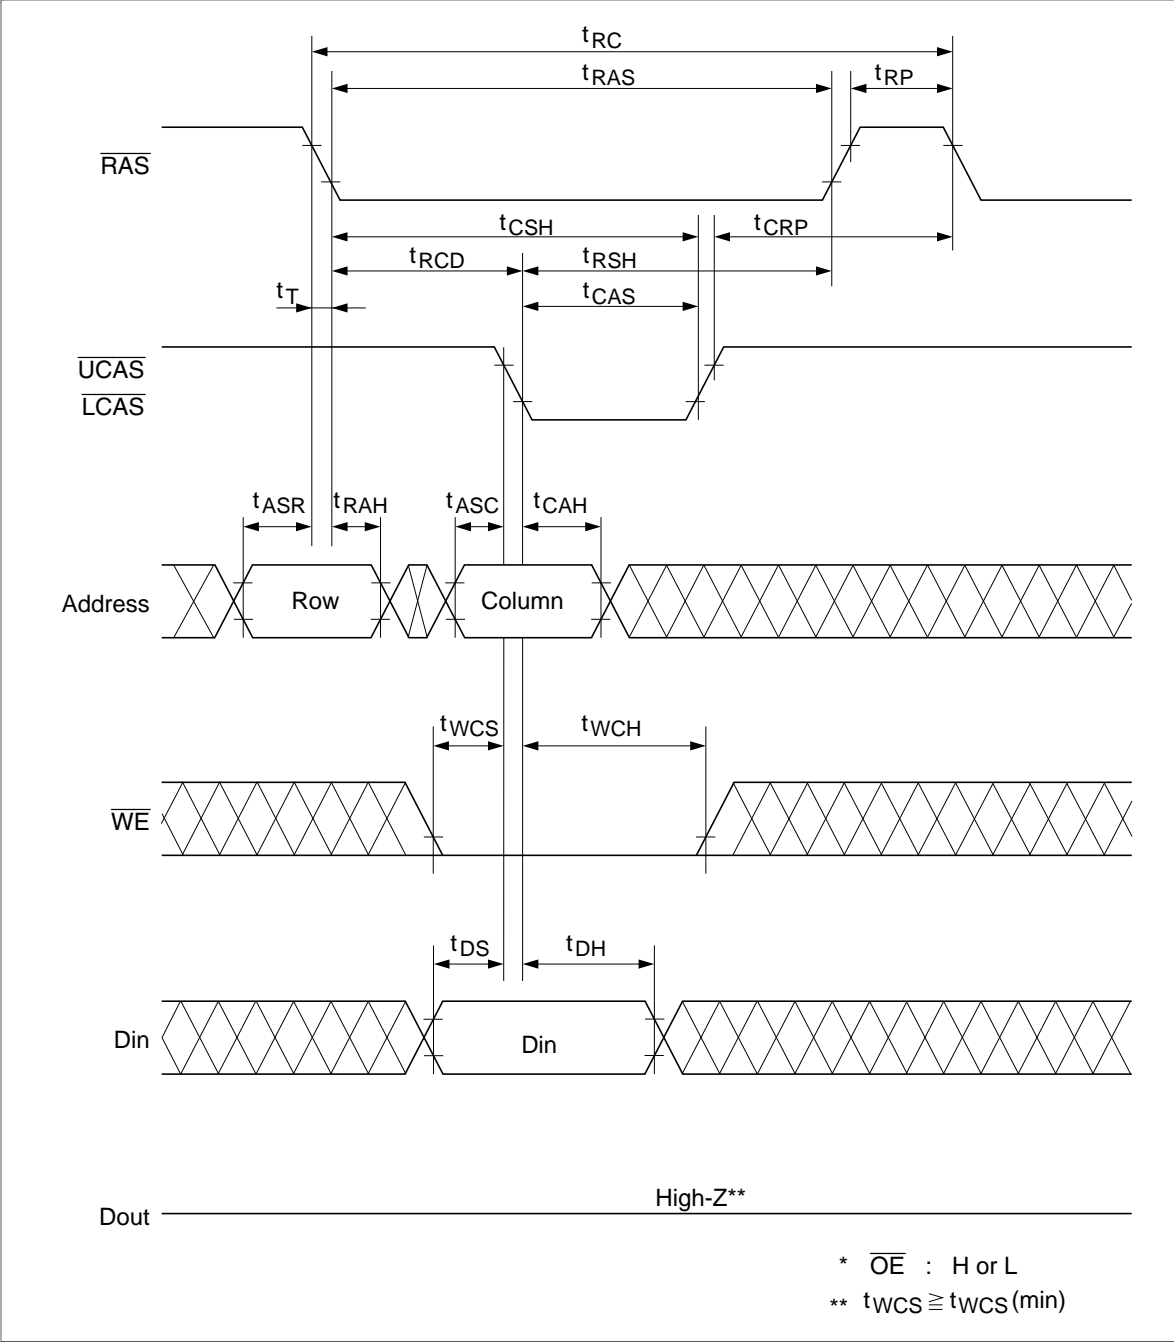 tRC
tRAS
tRP
RAS
tCSH
tCRP
tRCD
tRSH
tT
tCAS
UCAS
LCAS
tASR
tRAH
tASC
tCAH
Address
Row
Column
tWCS
tWCH
WE
tDS
tDH
Din
Din
High-Z**
Dout
* OE : H or L
** tWCS ≧ tWCS (min)